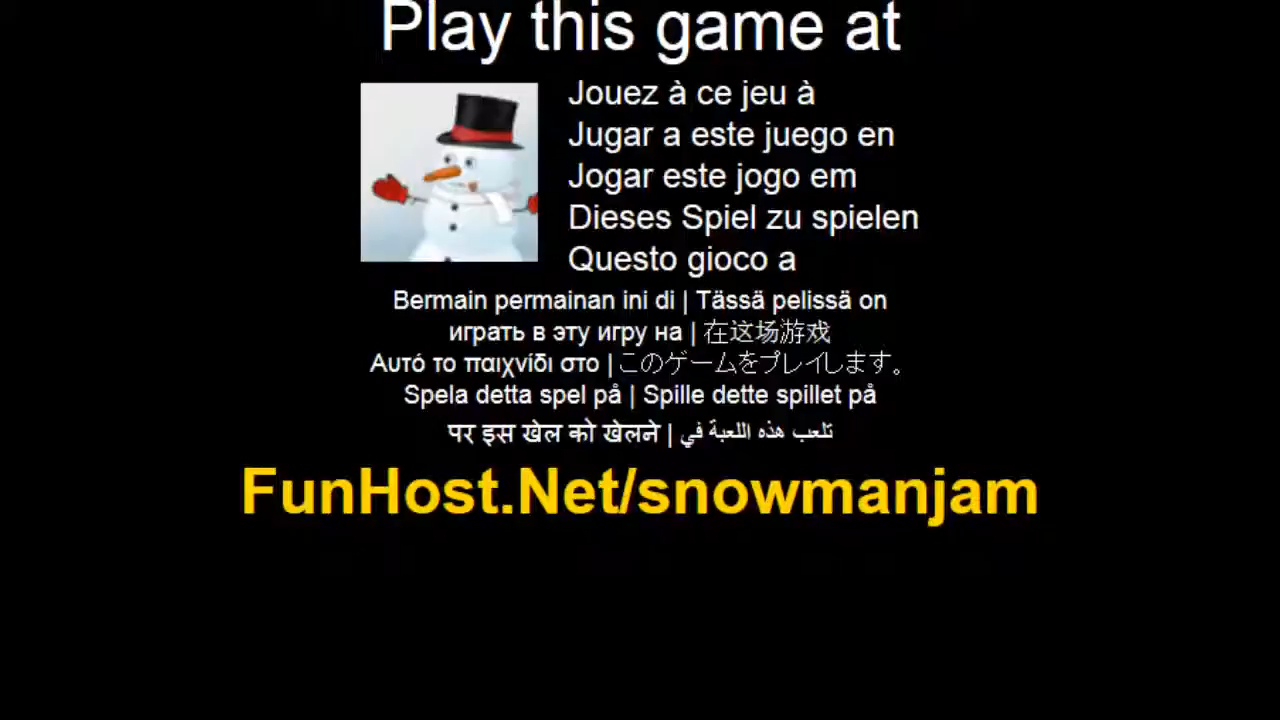 Play this game at
Jouez à ce jeu à
Jugar a este juego en
Jogar este jogo em
Dieses Spiel zu spielen
Questo gioco a
Bermain permainan ini di | Tässä pelissä on
играть в эту игру на | 在这场游戏
Αυτό το παιχνίδι στο | このゲームをプレイします。
Spela detta spel på | Spille dette spillet på
पर इस खेल को खेलने | تلعب هذه اللعبة في
FunHost.Net/snowmanjam